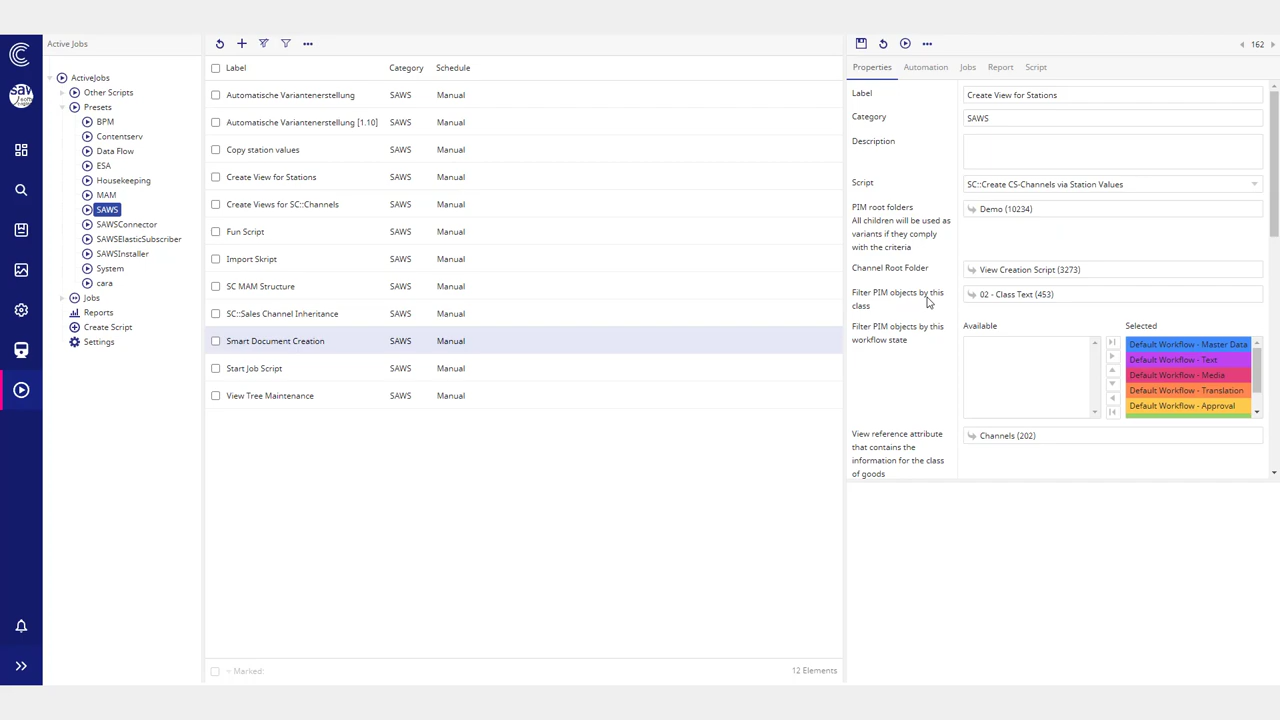 Active Jobs
ActiveJobs
Other Scripts
Presets
BPM
Contentserv
Data Flow
ESA
Housekeeping
MAM
SAWS
SAWSConnector
SAWSElasticSubscriber
SAWSInstaller
System
cara
Jobs
Reports
Create Script
Settings
Label Category Schedule
Automatische Variantenerstellung SAWS Manual
Automatische Variantenerstellung [1.10] SAWS Manual
Copy station values SAWS Manual
Create View for Stations SAWS Manual
Create Views for SC::Channels SAWS Manual
Fun Script SAWS Manual
Import Skript SAWS Manual
SC MAM Structure SAWS Manual
SC::Sales Channel Inheritance SAWS Manual
Smart Document Creation SAWS Manual
Start Job Script SAWS Manual
View Tree Maintenance SAWS Manual
Marked:
12 Elements
162
Properties Automation Jobs Report Script
Label Create View for Stations
Category SAWS
Description
Script SC::Create CS-Channels via Station Values
PIM root folders Demo (10234)
All children will be used as
variants if they comply
with the criteria
Channel Root Folder View Creation Script (3273)
Filter PIM objects by this 02 - Class Text (453)
class
Filter PIM objects by this Available Selected
workflow state
Default Workflow - Master Data
Default Workflow - Text
Default Workflow - Media
Default Workflow - Translation
Default Workflow - Approval
View reference attribute Channels (202)
that contains the
information for the class
of goods